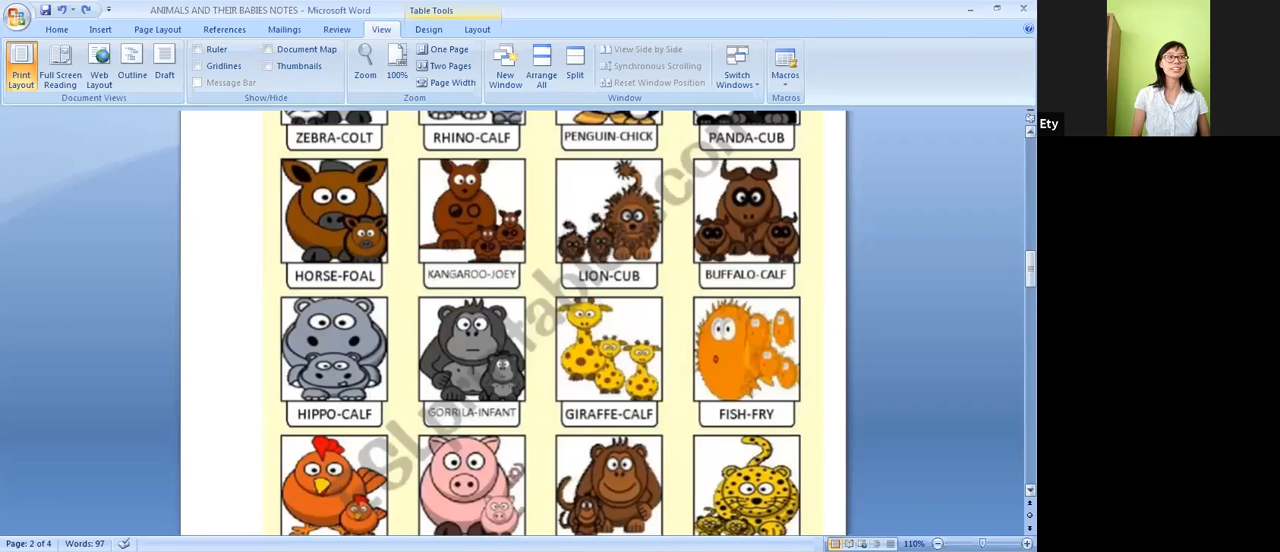 ANIMALS AND THEIR BABIES NOTES - Microsoft Word
Table Tools
Home Insert Page Layout References Mailings Review View Design Layout
Print Layout
Full Screen Reading
Web Layout
Outline
Draft
Document Views
Ruler
Gridlines
Message Bar
Document Map
Thumbnails
Show/Hide
Zoom
100%
One Page
Two Pages
Page Width
Zoom
New Window
Arrange All
Split
View Side by Side
Synchronous Scrolling
Reset Window Position
Switch Windows
Window
Macros
Macros
Ety
ZEBRA-COLT RHINO-CALF PENGUIN-CHICK PANDA-CUB
HORSE-FOAL KANGAROO-JOEY LION-CUB BUFFALO-CALF
HIPPO-CALF GORRILA-INFANT GIRAFFE-CALF FISH-FRY
Page: 2 of 4 Words: 97 110%